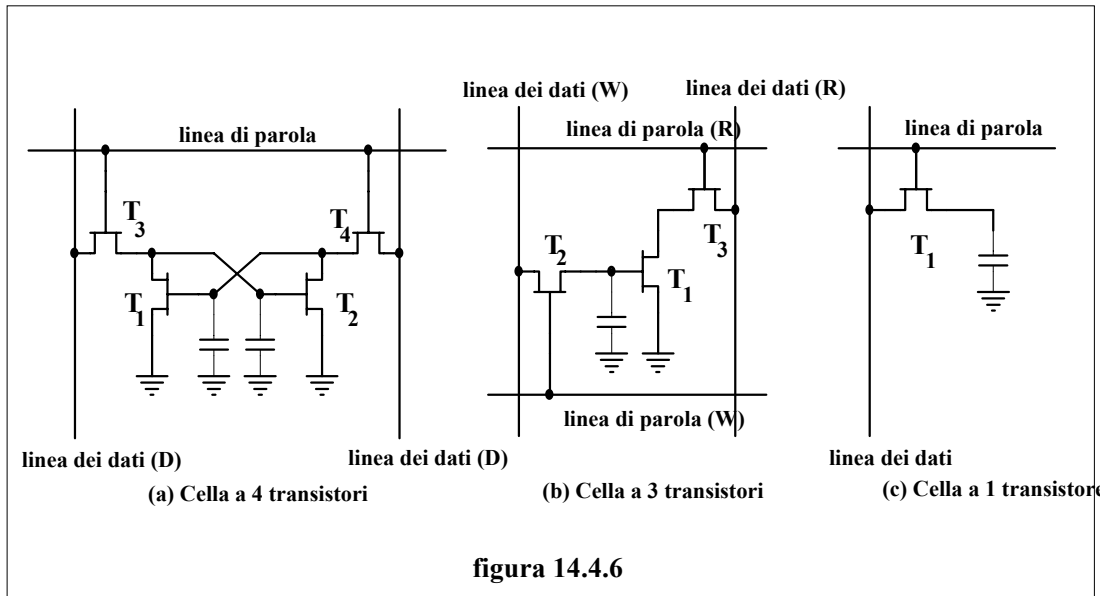 linea dei dati (W)
linea dei dati (R)
linea di parola
linea di parola (R)
linea di parola
T3
T4
T1
T2
T2
T1
T3
T1
linea di parola (W)
linea dei dati (D)
linea dei dati (D)
linea dei dati
(a) Cella a 4 transistori
(b) Cella a 3 transistori
(c) Cella a 1 transistore
figura 14.4.6